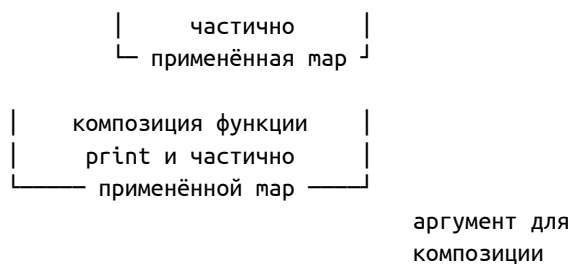 частично
применённая map
композиция функции
print и частично
применённой map
аргумент для
композиции